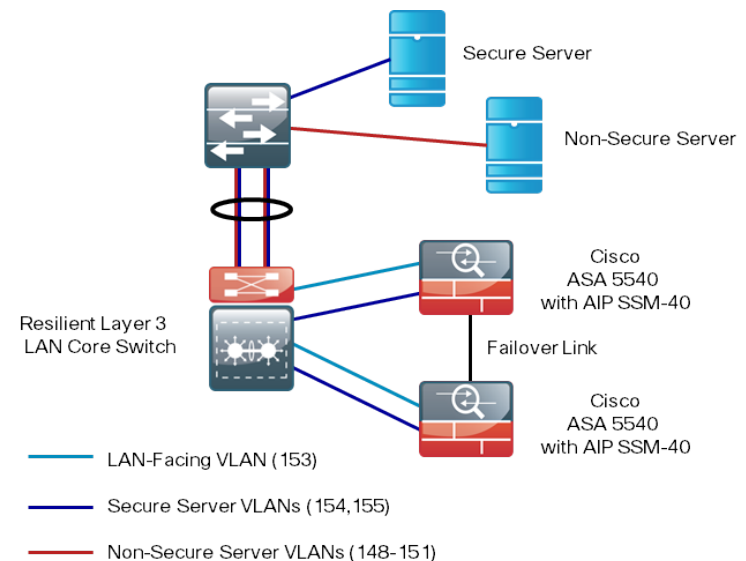 Secure Server
Non-Secure Server
Cisco
ASA 5540
with AIP SSM-40
Resilient Layer 3
LAN Core Switch
Failover Link
Cisco
ASA 5540
with AIP SSM-40
LAN-Facing VLAN (153)
Secure Server VLANs (154,155)
Non-Secure Server VLANs (148-151)